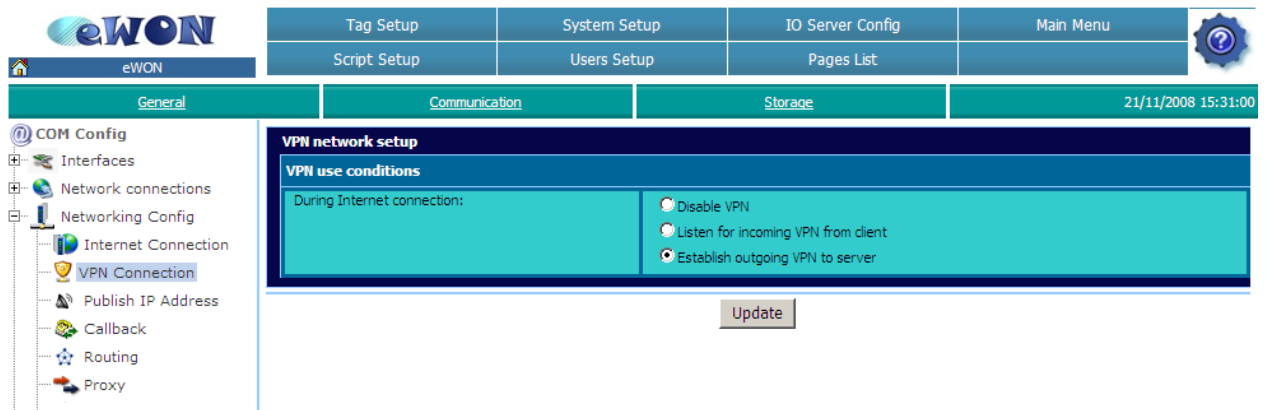 eWON
Tag Setup System Setup IO Server Config Main Menu
Script Setup Users Setup Pages List
eWON
General Communication Storage 21/11/2008 15:31:00
COM Config
Interfaces
Network connections
Networking Config
Internet Connection
VPN Connection
Publish IP Address
Callback
Routing
Proxy
VPN network setup
VPN use conditions
During Internet connection:
Disable VPN
Listen for incoming VPN from client
Establish outgoing VPN to server
Update